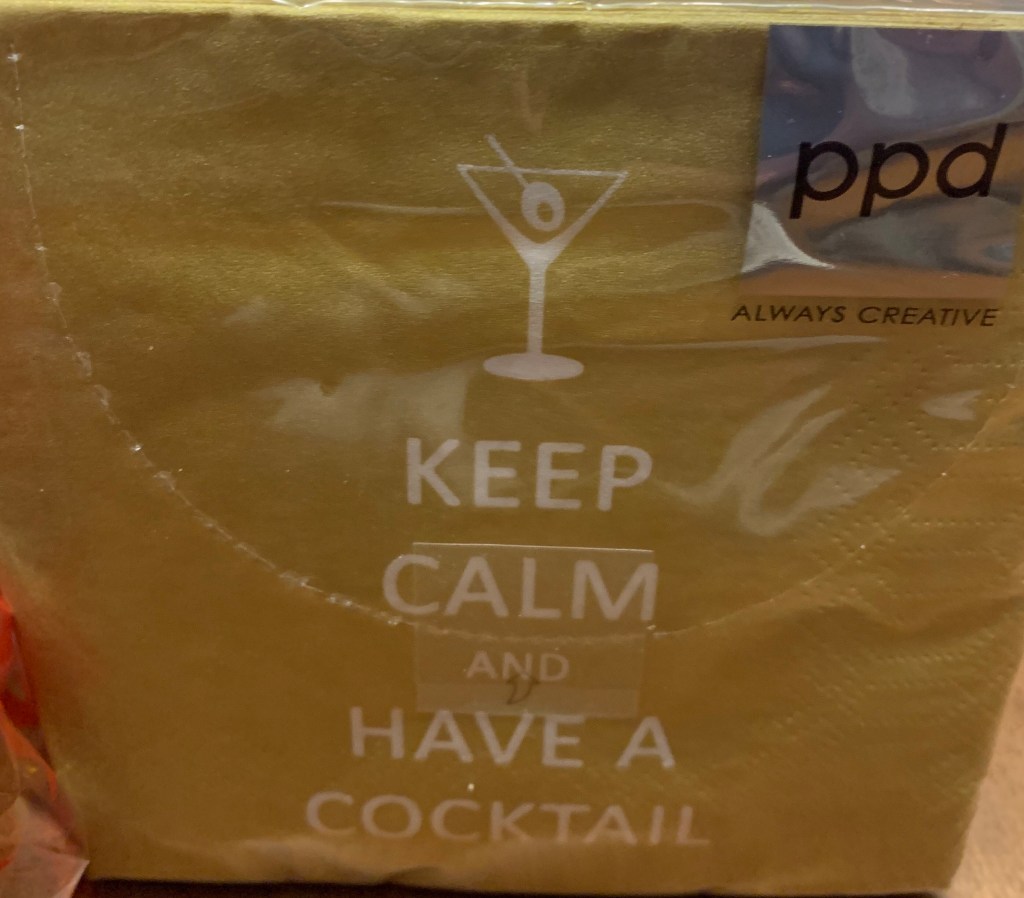 ppd
ALWAYS CREATIVE
KEEP
CALM
AND
HAVE A
COCKTAIL